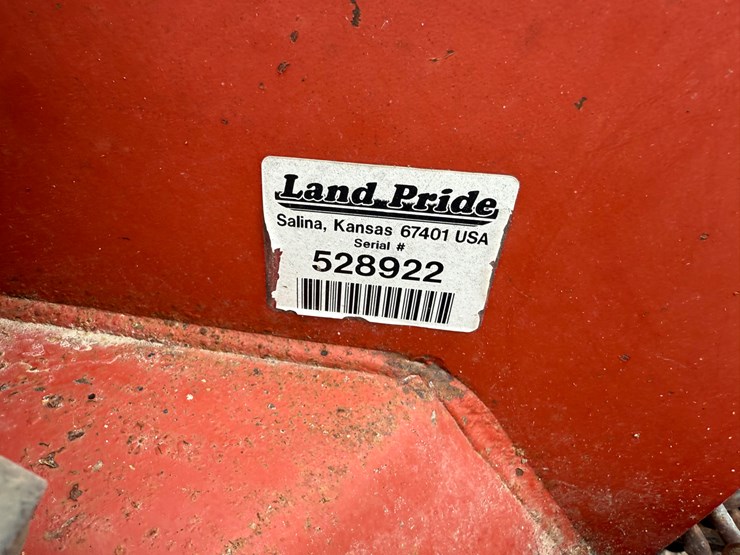 Land Pride
Salina, Kansas 67401 USA
Serial #
528922